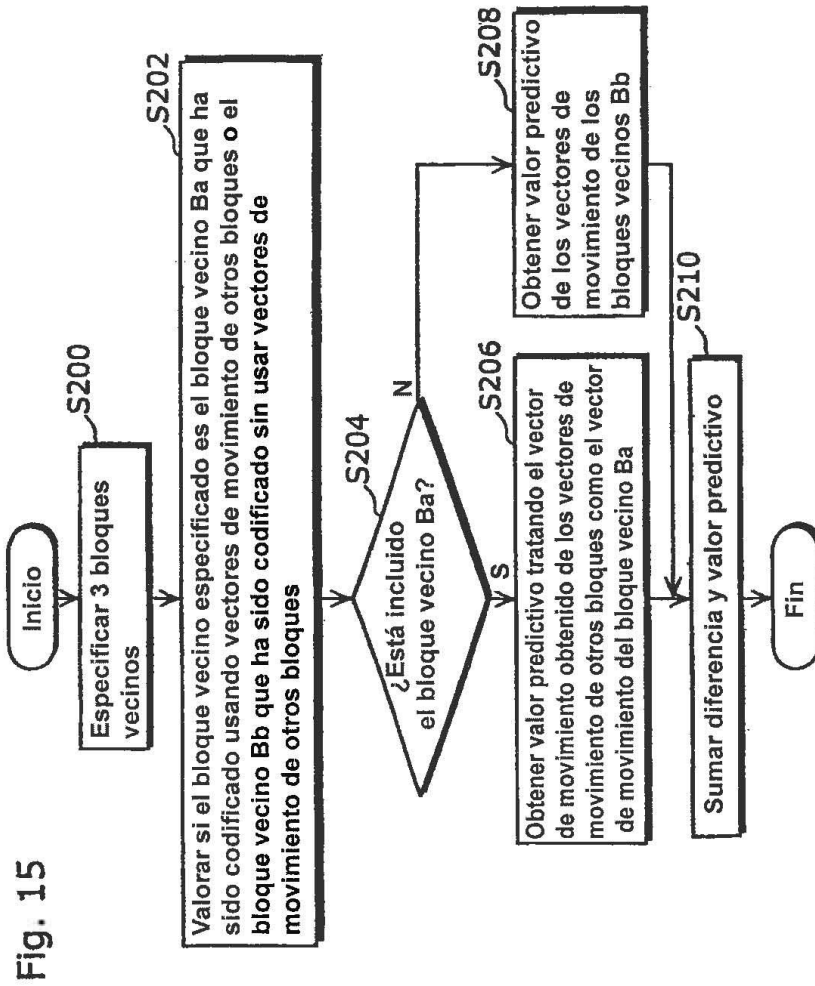 Fig. 15
Inicio
S200
Especificar 3 bloques
vecinos
S202
Valorar si el bloque vecino especificado es el bloque vecino Ba que ha
sido codificado usando vectores de movimiento de otros bloques o el
bloque vecino Bb que ha sido codificado sin usar vectores de
movimiento de otros bloques
S204
¿Está incluido
el bloque vecino Ba?
N
S
S206
Obtener valor predictivo tratando el vector
de movimiento obtenido de los vectores de
movimiento de otros bloques como el vector
de movimiento del bloque vecino Ba
S208
Obtener valor predictivo
de los vectores de
movimiento de los
bloques vecinos Bb
S210
Sumar diferencia y valor predictivo
Fin